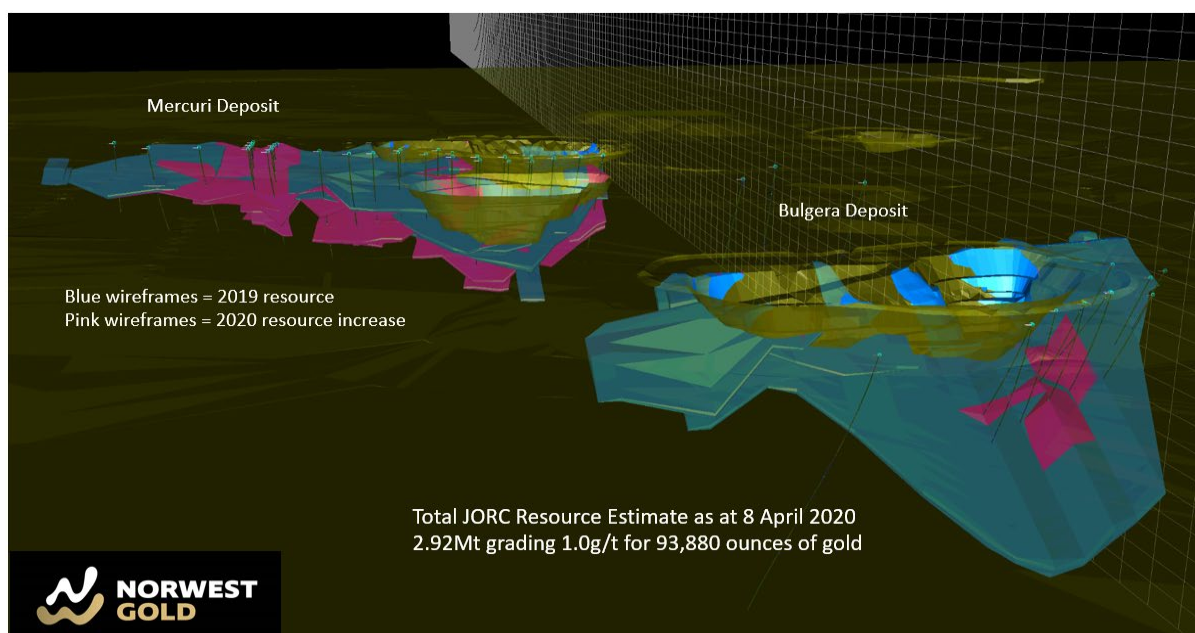 Mercuri Deposit
Bulgera Deposit
Blue wireframes = 2019 resource
Pink wireframes = 2020 resource increase
Total JORC Resource Estimate as at 8 April 2020
2.92Mt grading 1.0g/t for 93,880 ounces of gold
NORWEST
GOLD